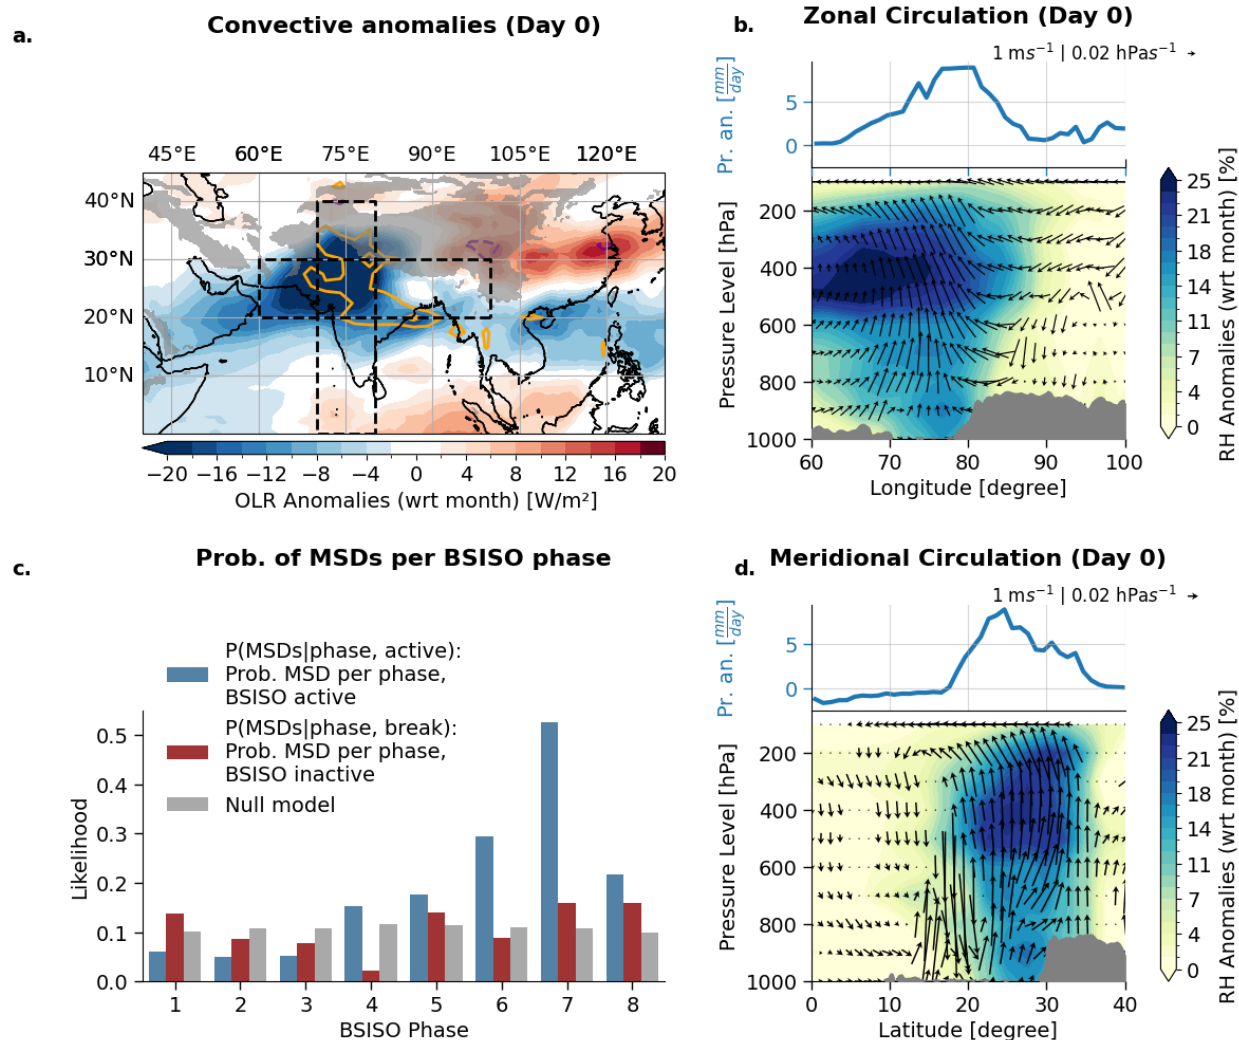 a.
Convective anomalies (Day 0)
45°E 60°E 75°E 90°E 105°E 120°E
40°N
30°N
20°N
10°N
−20 −16 −12 −8 −4 0 4 8 12 16 20
OLR Anomalies (wrt month) [W/m²]
b.
Zonal Circulation (Day 0)
1 ms⁻¹ | 0.02 hPas⁻¹
Pr. an. [mm/day]
5
0
Pressure Level [hPa]
200
400
600
800
1000
60 70 80 90 100
Longitude [degree]
25
21
18
14
11
7
4
0
RH Anomalies (wrt month) [%]
c.
Prob. of MSDs per BSISO phase
P(MSDs|phase, active):
Prob. MSD per phase,
BSISO active
P(MSDs|phase, break):
Prob. MSD per phase,
BSISO inactive
Null model
Likelihood
0.5
0.4
0.3
0.2
0.1
0.0
1 2 3 4 5 6 7 8
BSISO Phase
d.
Meridional Circulation (Day 0)
1 ms⁻¹ | 0.02 hPas⁻¹
Pr. an. [mm/day]
5
0
Pressure Level [hPa]
200
400
600
800
1000
0 10 20 30 40
Latitude [degree]
25
21
18
14
11
7
4
0
RH Anomalies (wrt month) [%]